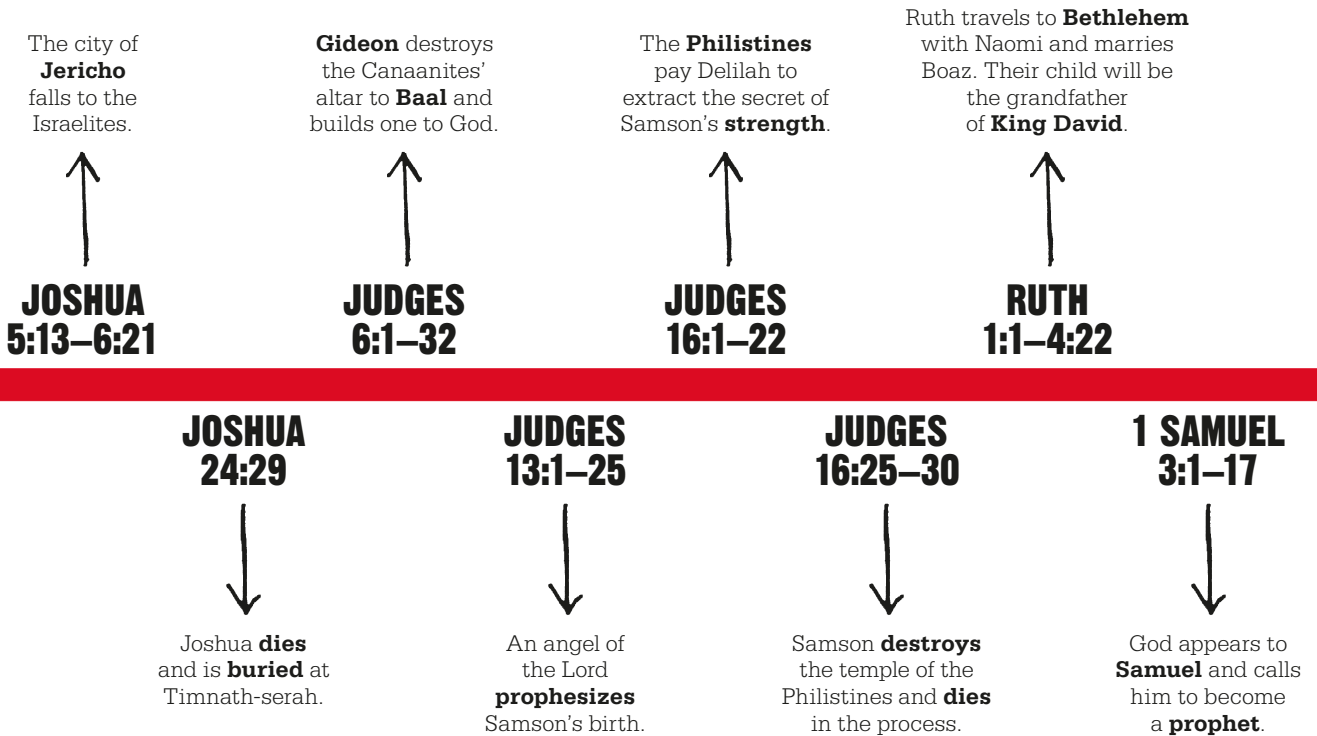 The city of
Jericho
falls to the
Israelites.
JOSHUA
5:13–6:21
Gideon destroys
the Canaanites’
altar to Baal and
builds one to God.
JUDGES
6:1–32
The Philistines
pay Delilah to
extract the secret of
Samson’s strength.
JUDGES
16:1–22
Ruth travels to Bethlehem
with Naomi and marries
Boaz. Their child will be
the grandfather
of King David.
RUTH
1:1–4:22
JOSHUA
24:29
Joshua dies
and is buried at
Timnath-serah.
JUDGES
13:1–25
An angel of
the Lord
prophesizes
Samson’s birth.
JUDGES
16:25–30
Samson destroys
the temple of the
Philistines and dies
in the process.
1 SAMUEL
3:1–17
God appears to
Samuel and calls
him to become
a prophet.